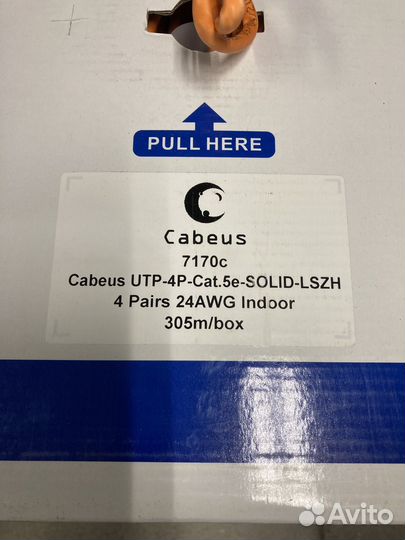 PULL HERE
Cabeus
7170c
Cabeus UTP-4P-Cat.5e-SOLID-LSZH
4 Pairs 24AWG Indoor
305m/box
Avito